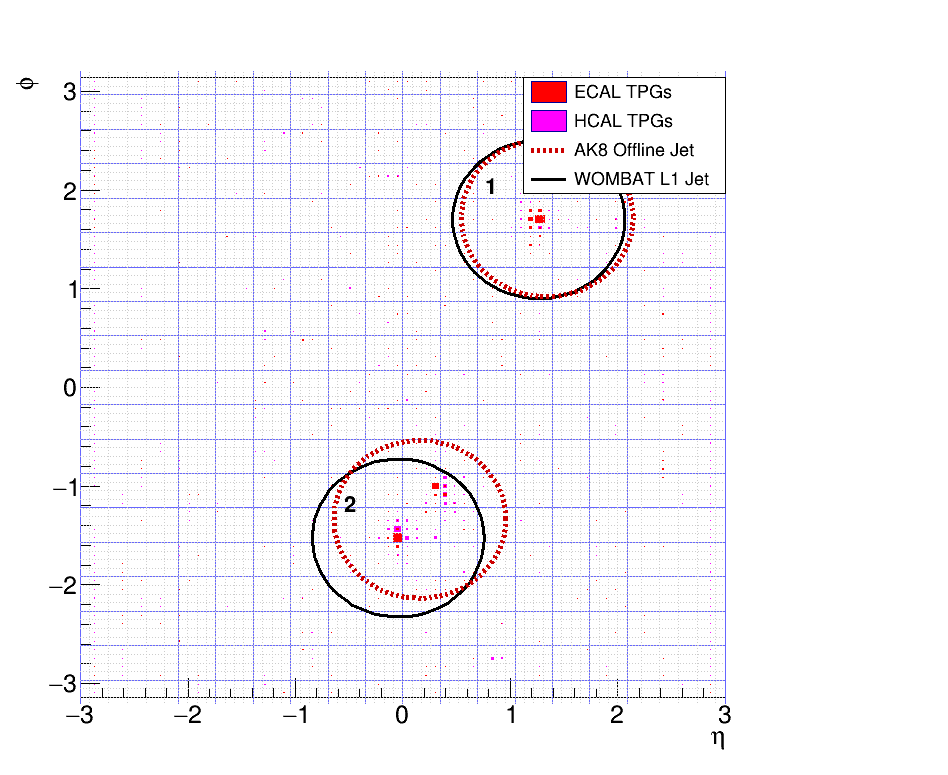 φ
3
ECAL TPGs
HCAL TPGs
AK8 Offline Jet
WOMBAT L1 Jet
2
1
1
0
−1
2
−2
−3
−3 −2 −1 0 1 2 3
η